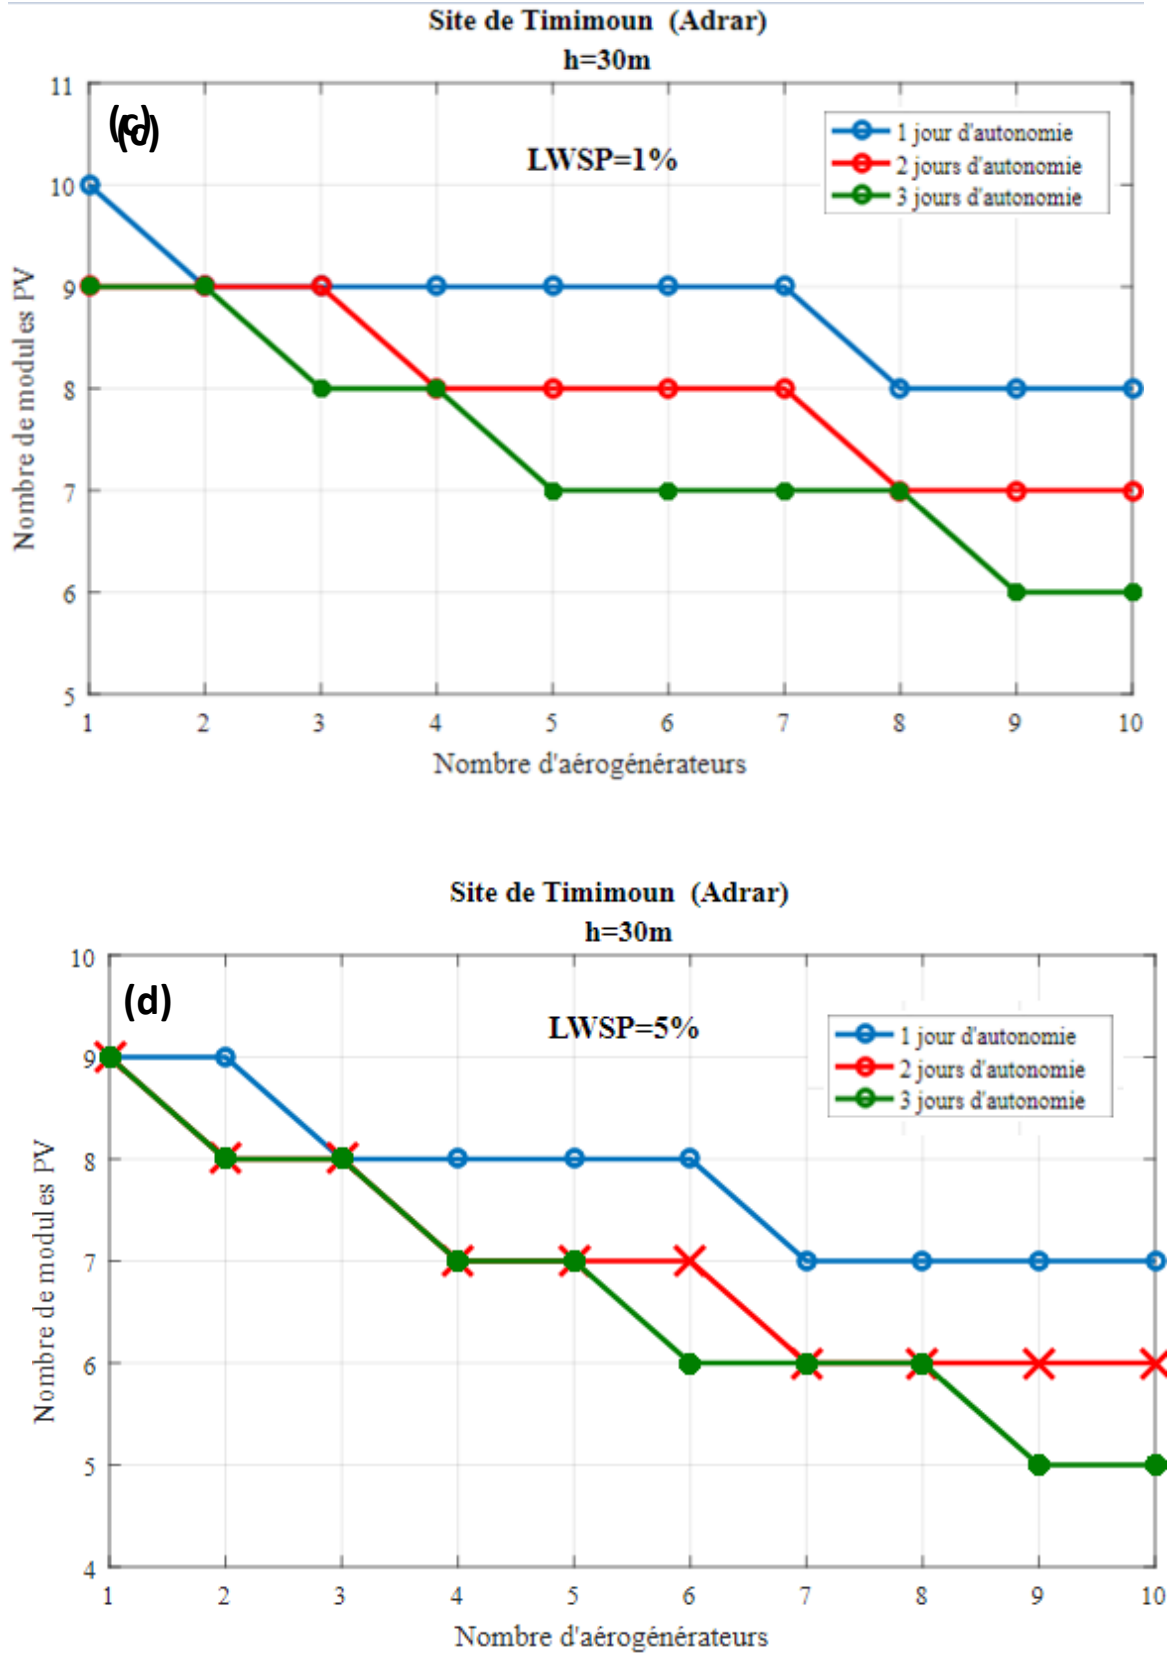 Site de Timimoun (Adrar)
h=30m
11
10
9
8
7
6
5
(d)
LWSP=1%
1 jour d'autonomie
2 jours d'autonomie
3 jours d'autonomie
Nombre de modules PV
1 2 3 4 5 6 7 8 9 10
Nombre d'aérogénérateurs
Site de Timimoun (Adrar)
h=30m
10
9
8
7
6
5
4
(d)
LWSP=5%
1 jour d'autonomie
2 jours d'autonomie
3 jours d'autonomie
Nombre de modules PV
1 2 3 4 5 6 7 8 9 10
Nombre d'aérogénérateurs